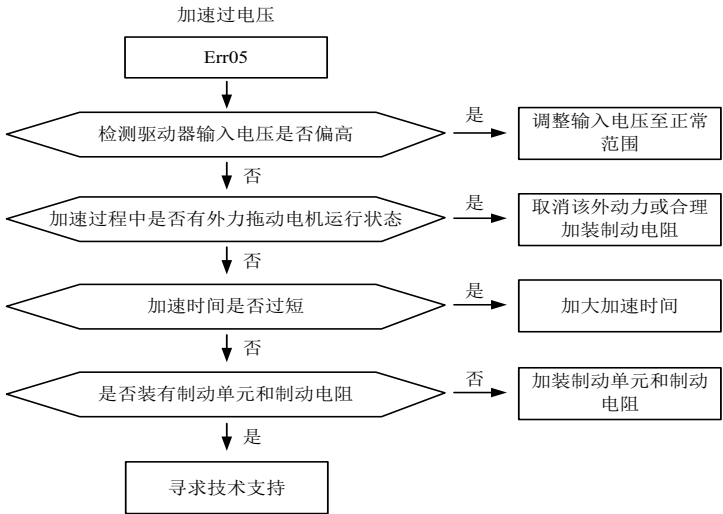 加速过电压
Err05
检测驱动器输入电压是否偏高
是
调整输入电压至正常
范围
否
加速过程中是否有外力拖动电机运行状态
是
取消该外动力或合理
加装制动电阻
否
加速时间是否过短
是
加大加速时间
否
是否装有制动单元和制动电阻
否
加装制动单元和制动
电阻
是
寻求技术支持